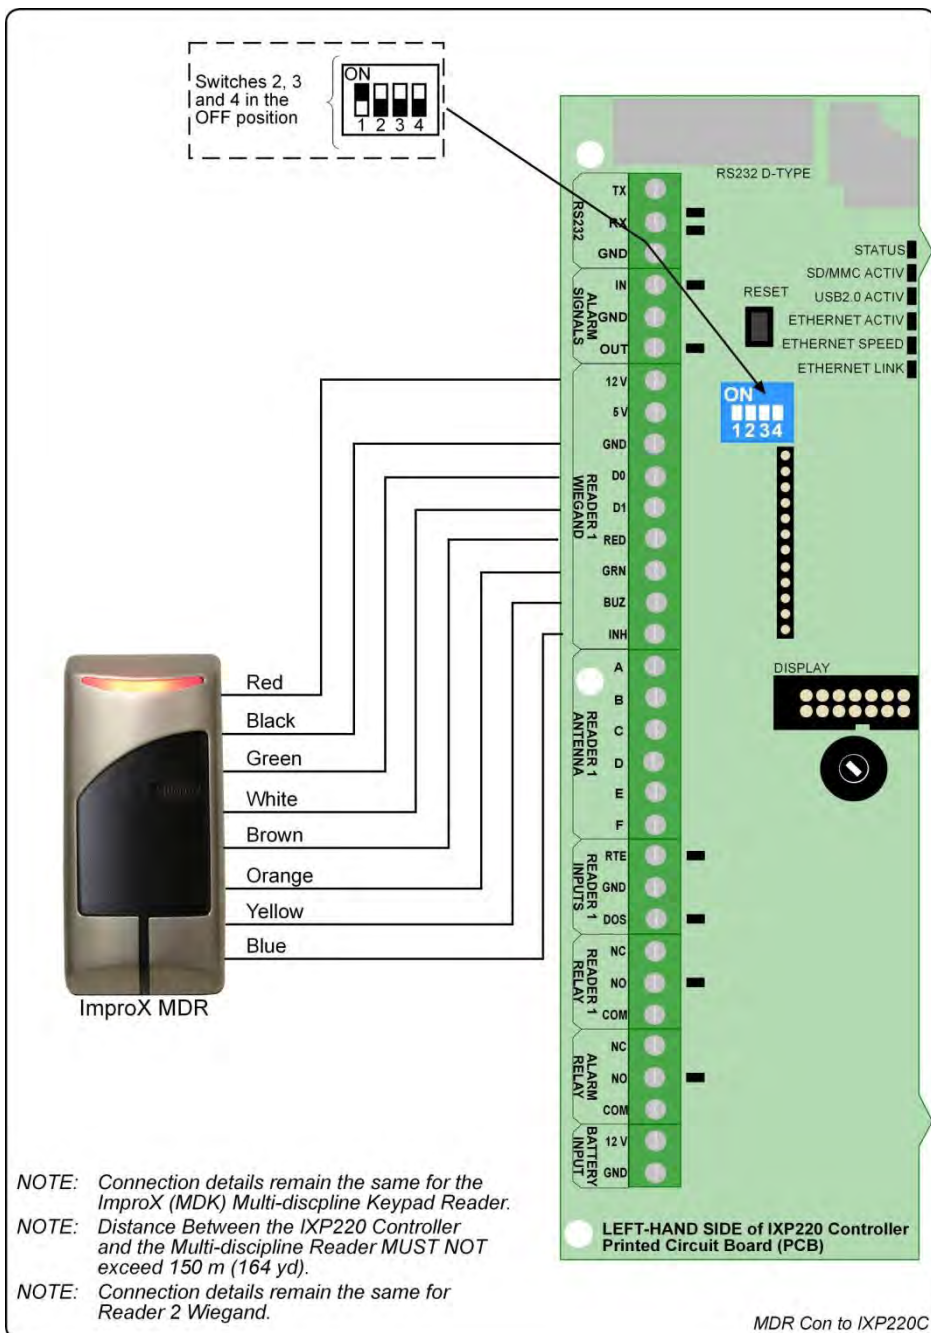 Switches 2, 3
and 4 in the
OFF position
ON
1 2 3 4
RS232 D-TYPE
RS232
TX
RX
GND
STATUS
SD/MMC ACTIV
USB2.0 ACTIV
ETHERNET ACTIV
ETHERNET SPEED
ETHERNET LINK
RESET
ALARM
SIGNALS
IN
GND
OUT
ON
1234
READER 1
WIEGAND
12 V
5 V
GND
D0
D1
RED
GRN
BUZ
INH
DISPLAY
READER 1
ANTENNA
A
B
C
D
E
F
READER 1
INPUTS
RTE
GND
DOS
READER 1
RELAY
NC
NO
COM
ALARM
RELAY
NC
NO
COM
BATTERY
INPUT
12 V
GND
Red
Black
Green
White
Brown
Orange
Yellow
Blue
ImproX MDR
NOTE: Connection details remain the same for the
ImproX (MDK) Multi-discpline Keypad Reader.
NOTE: Distance Between the IXP220 Controller
and the Multi-discipline Reader MUST NOT
exceed 150 m (164 yd).
NOTE: Connection details remain the same for
Reader 2 Wiegand.
LEFT-HAND SIDE of IXP220 Controller
Printed Circuit Board (PCB)
MDR Con to IXP220C